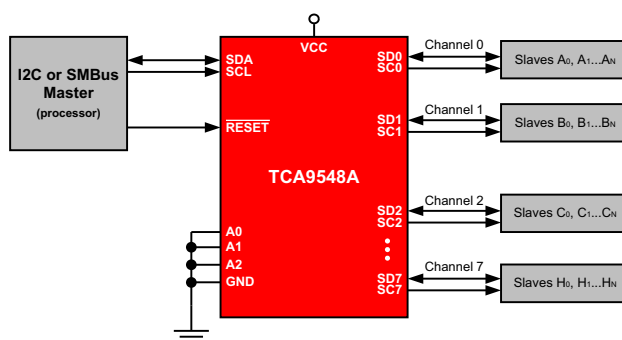 VCC
I2C or SMBus
Master
(processor)
SDA
SCL
RESET
TCA9548A
A0
A1
A2
GND
SD0
SC0
Channel 0
Slaves A0, A1...AN
SD1
SC1
Channel 1
Slaves B0, B1...BN
SD2
SC2
Channel 2
Slaves C0, C1...CN
SD7
SC7
Channel 7
Slaves H0, H1...HN